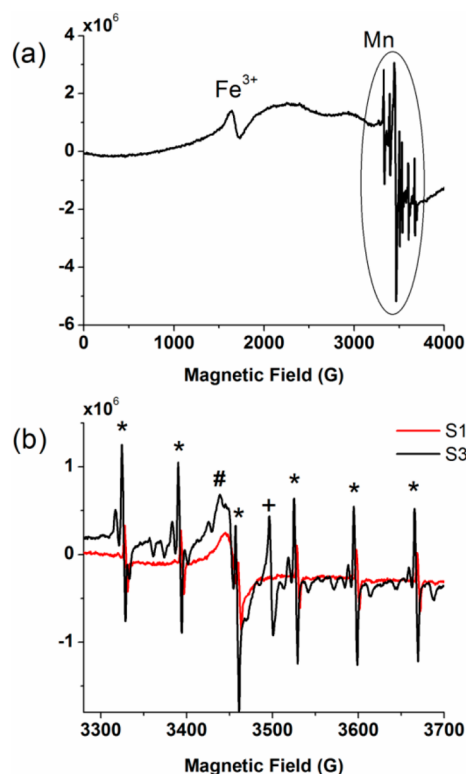 (a)
x10⁶
Mn
Fe³⁺
4
2
0
-2
-4
-6
0 1000 2000 3000 4000
Magnetic Field (G)
(b)
x10⁶
S1
S3
* * # * + * * *
1
0
-1
3300 3400 3500 3600 3700
Magnetic Field (G)